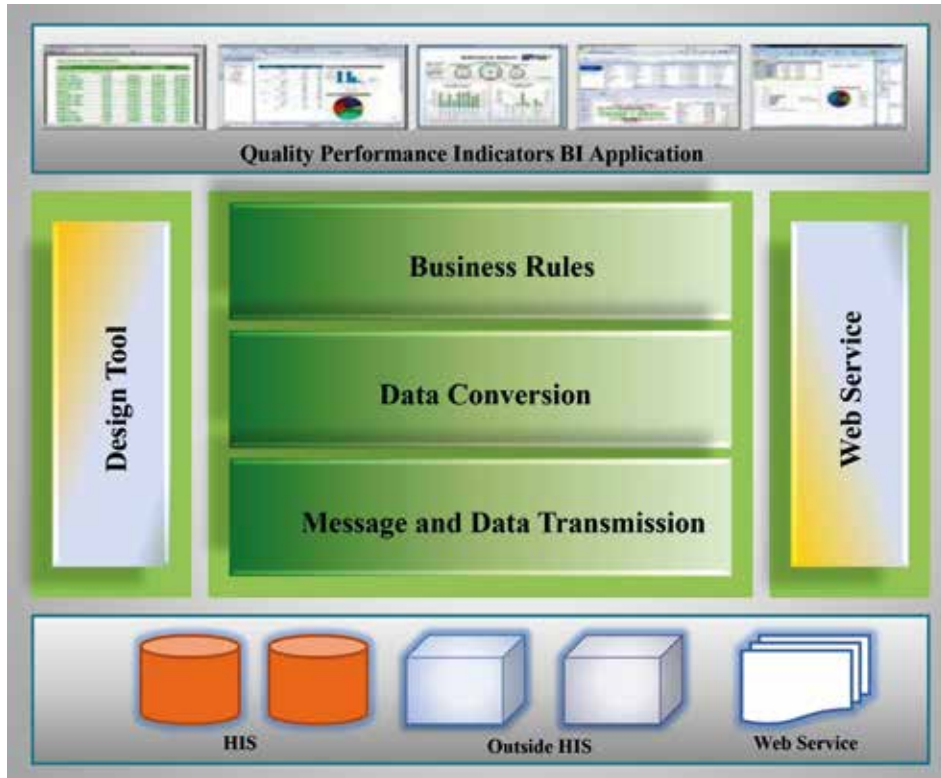 Quality Performance Indicators BI Application
Design Tool
Business Rules
Data Conversion
Message and Data Transmission
Web Service
HIS
Outside HIS
Web Service